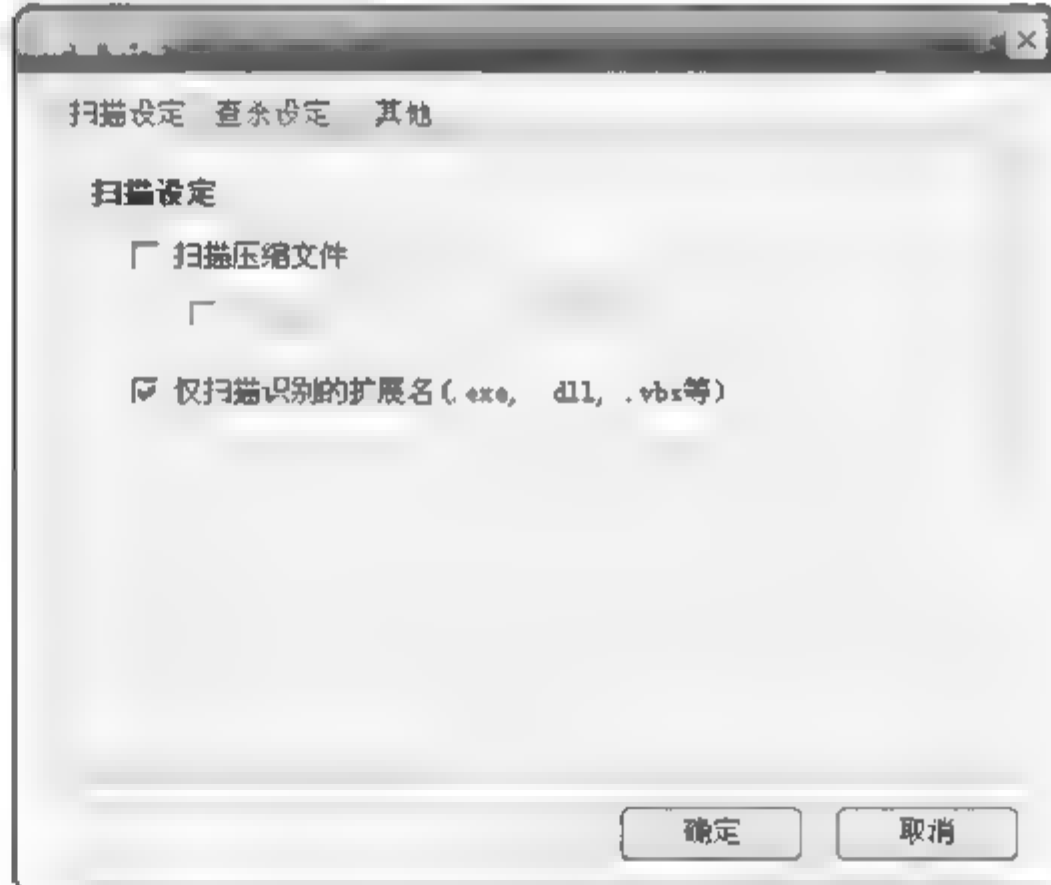 扫描设定 查杀设定 其他
扫描设定
扫描压缩文件
仅扫描识别的扩展名(.exe, dll, .vbs等)
确定 取消